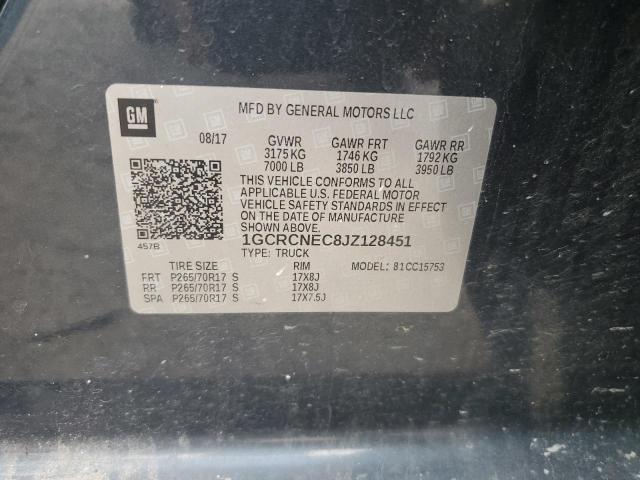 GM
MFD BY GENERAL MOTORS LLC
08/17 GVWR GAWR FRT GAWR RR
3175 KG 1746 KG 1792 KG
7000 LB 3850 LB 3950 LB
THIS VEHICLE CONFORMS TO ALL
APPLICABLE U.S. FEDERAL MOTOR
VEHICLE SAFETY STANDARDS IN EFFECT
ON THE DATE OF MANUFACTURE
SHOWN ABOVE.
1GCRCNEC8JZ128451
457B
TYPE: TRUCK
TIRE SIZE RIM MODEL: 81CC15753
FRT P265/70R17 S 17X8J
RR P265/70R17 S 17X8J
SPA P265/70R17 S 17X7.5J